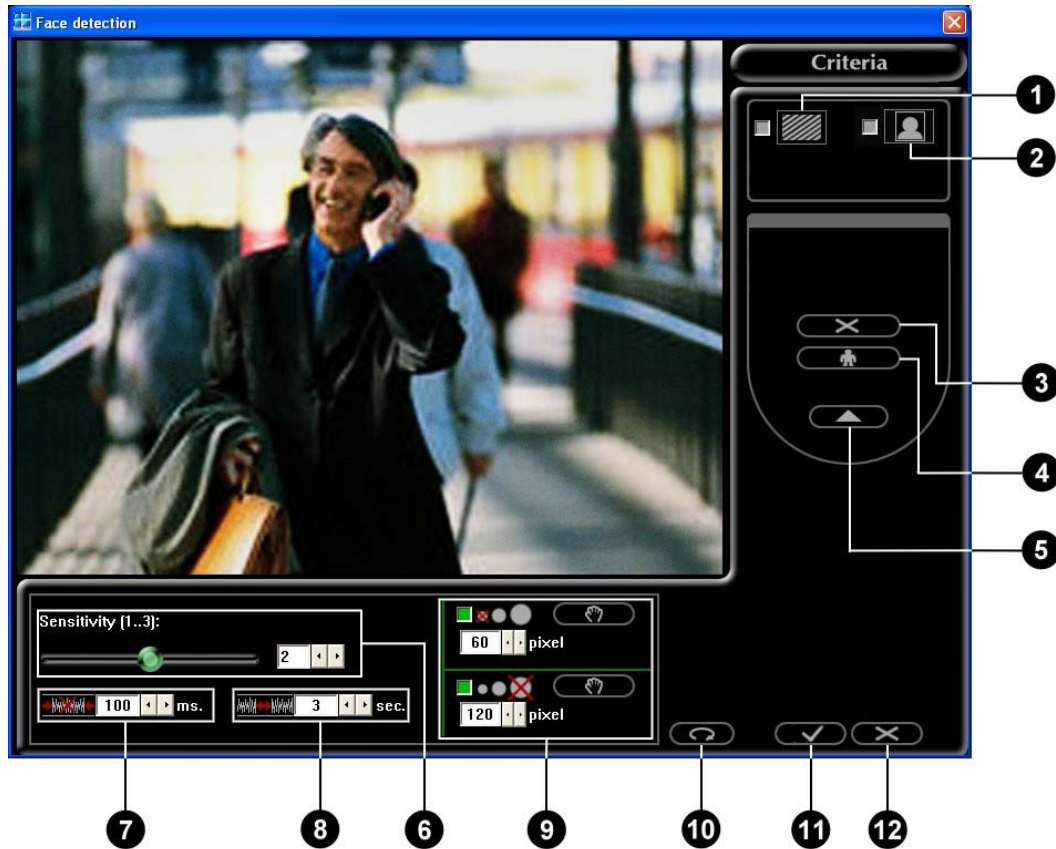 Face detection
Criteria
1
2
3
4
5
Sensitivity (1..3):
2
60 pixel
100 ms.
3 sec.
120 pixel
7
8
6
9
10
11
12